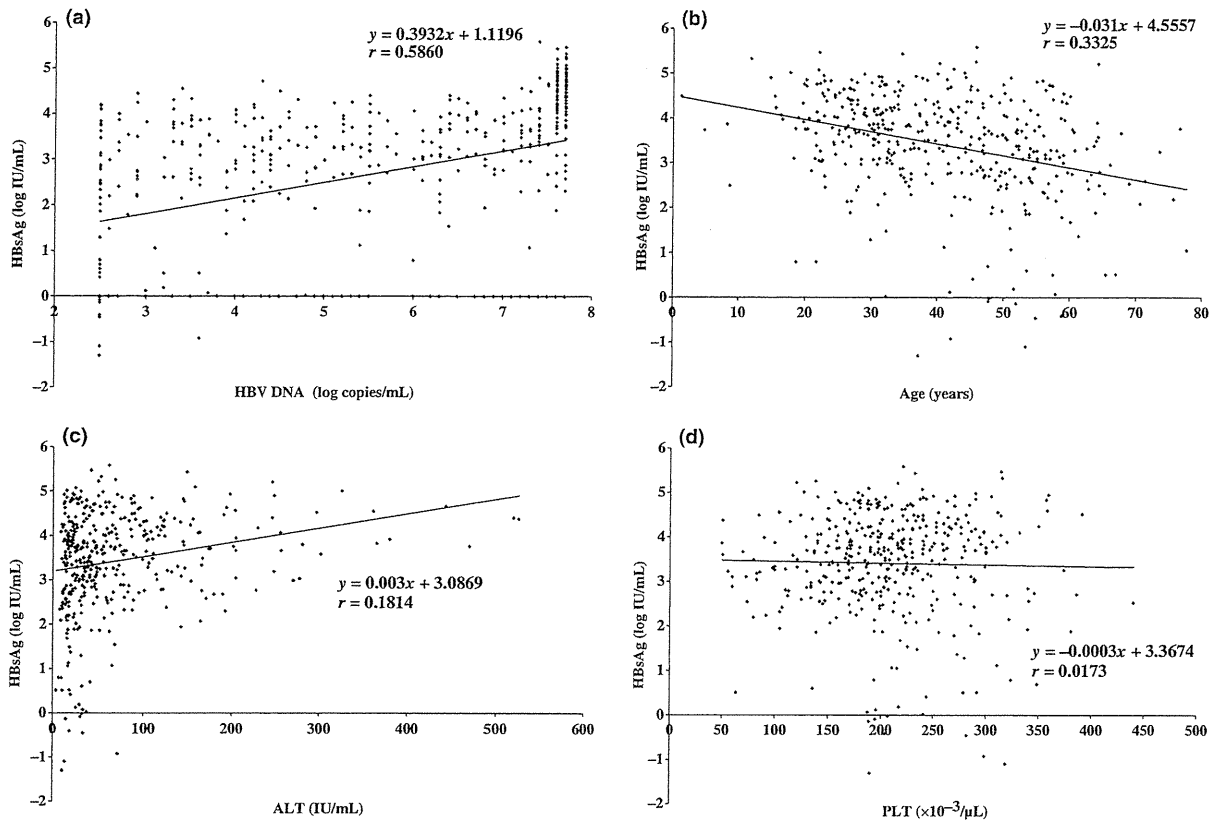 (a)
y = 0.3932x + 1.1196
r = 0.5860
6
5
4
3
2
1
0
−1
−2
HBsAg (log IU/mL)
2 3 4 5 6 7 8
HBV DNA (log copies/mL)
(b)
y = −0.031x + 4.5557
r = 0.3325
6
5
4
3
2
1
0
−1
−2
HBsAg (log IU/mL)
0 10 20 30 40 50 60 70 80
Age (years)
(c)
6
5
4
3
2
1
0
−1
−2
HBsAg (log IU/mL)
y = 0.003x + 3.0869
r = 0.1814
0 100 200 300 400 500 600
ALT (IU/mL)
(d)
6
5
4
3
2
1
0
−1
−2
HBsAg (log IU/mL)
y = −0.0003x + 3.3674
r = 0.0173
0 50 100 150 200 250 300 350 400 450 500
PLT (×10−3/μL)